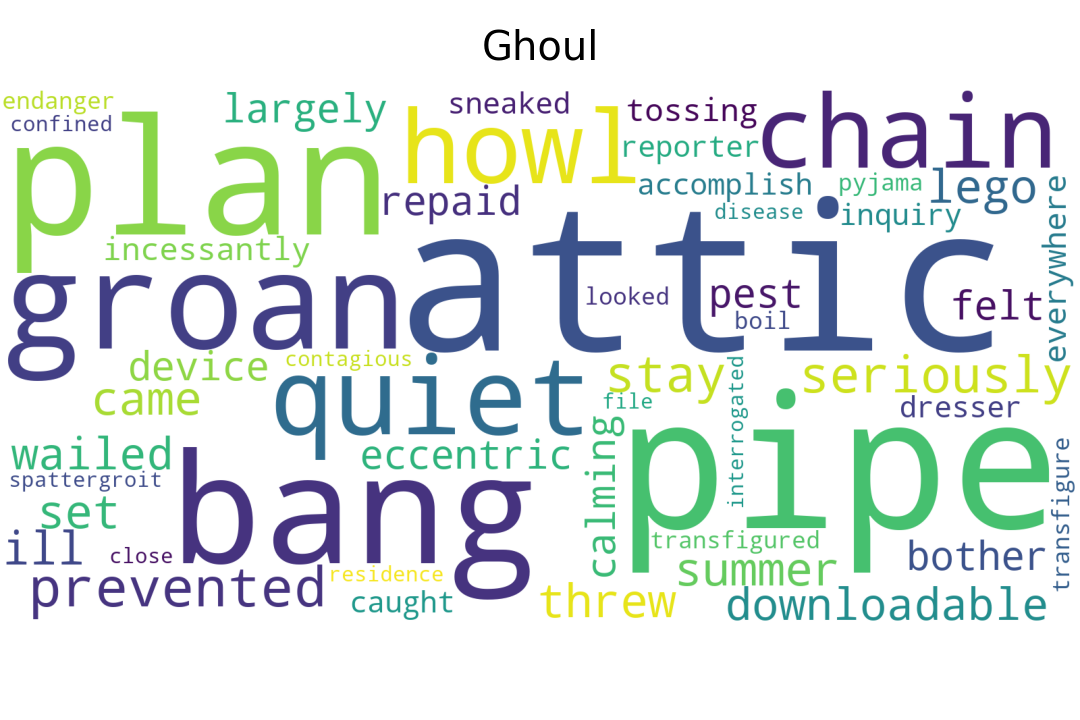 Ghoul
endanger
confined
plan
largely
howl
sneaked
tossing
reporter
chain
repaid
accomplish
pyjama
lego
disease
inquiry
everywhere
incessantly
groan
attic
looked
pest
boil
felt
device
contagious
came
quiet
stay
seriously
file
interrogated
dresser
wailed
spattergroit
eccentric
calming
pipe
transfigure
set
bang
ill
close
transfigured
bother
prevented
residence
summer
caught
threw
downloadable